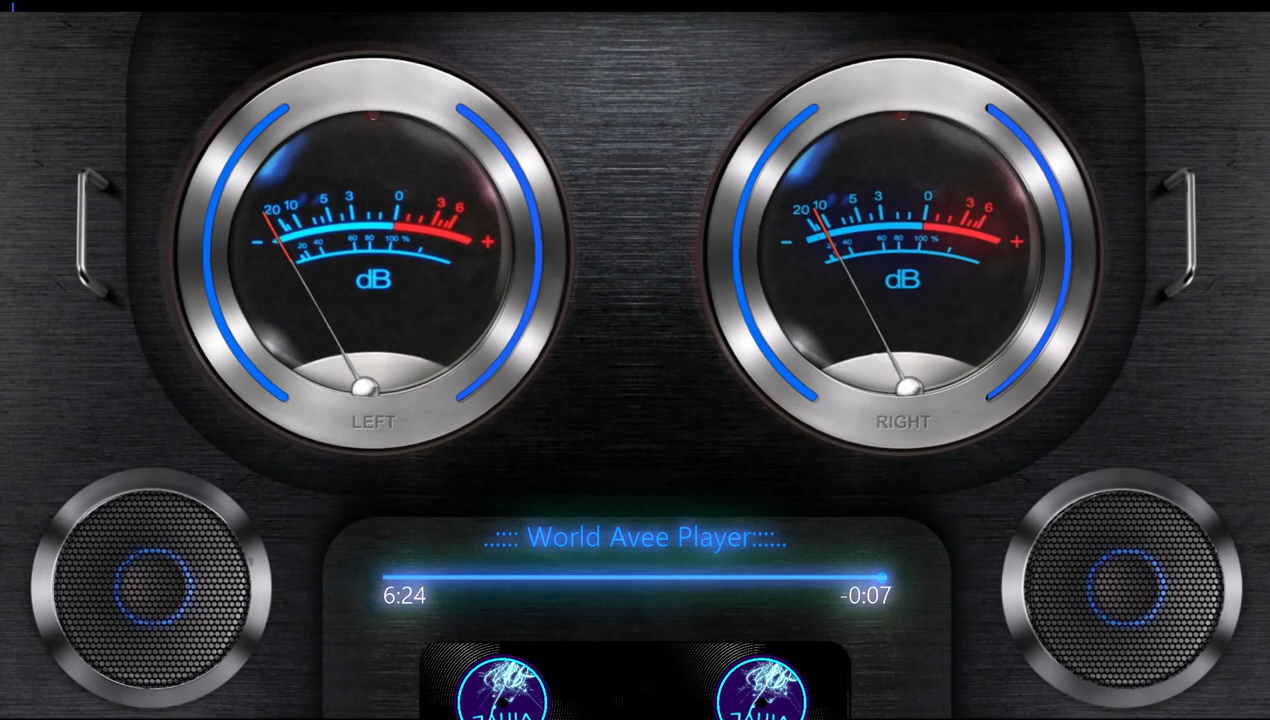 20 10 5 3 0 3 6
- +
20 40 60 80 100 %
dB
LEFT
20 10 5 3 0 3 6
- +
40 60 80 100 %
dB
RIGHT
..:::: World Avee Player::::..
6:24 -0:07